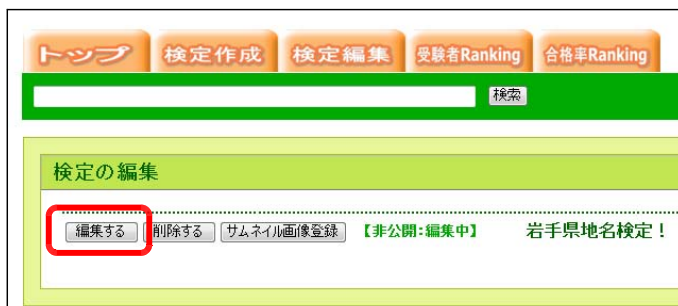 トップ 検定作成 検定編集 受験者Ranking 合格率Ranking
検索
検定の編集
編集する 削除する サムネイル画像登録 【非公開:編集中】 岩手県地名検定！